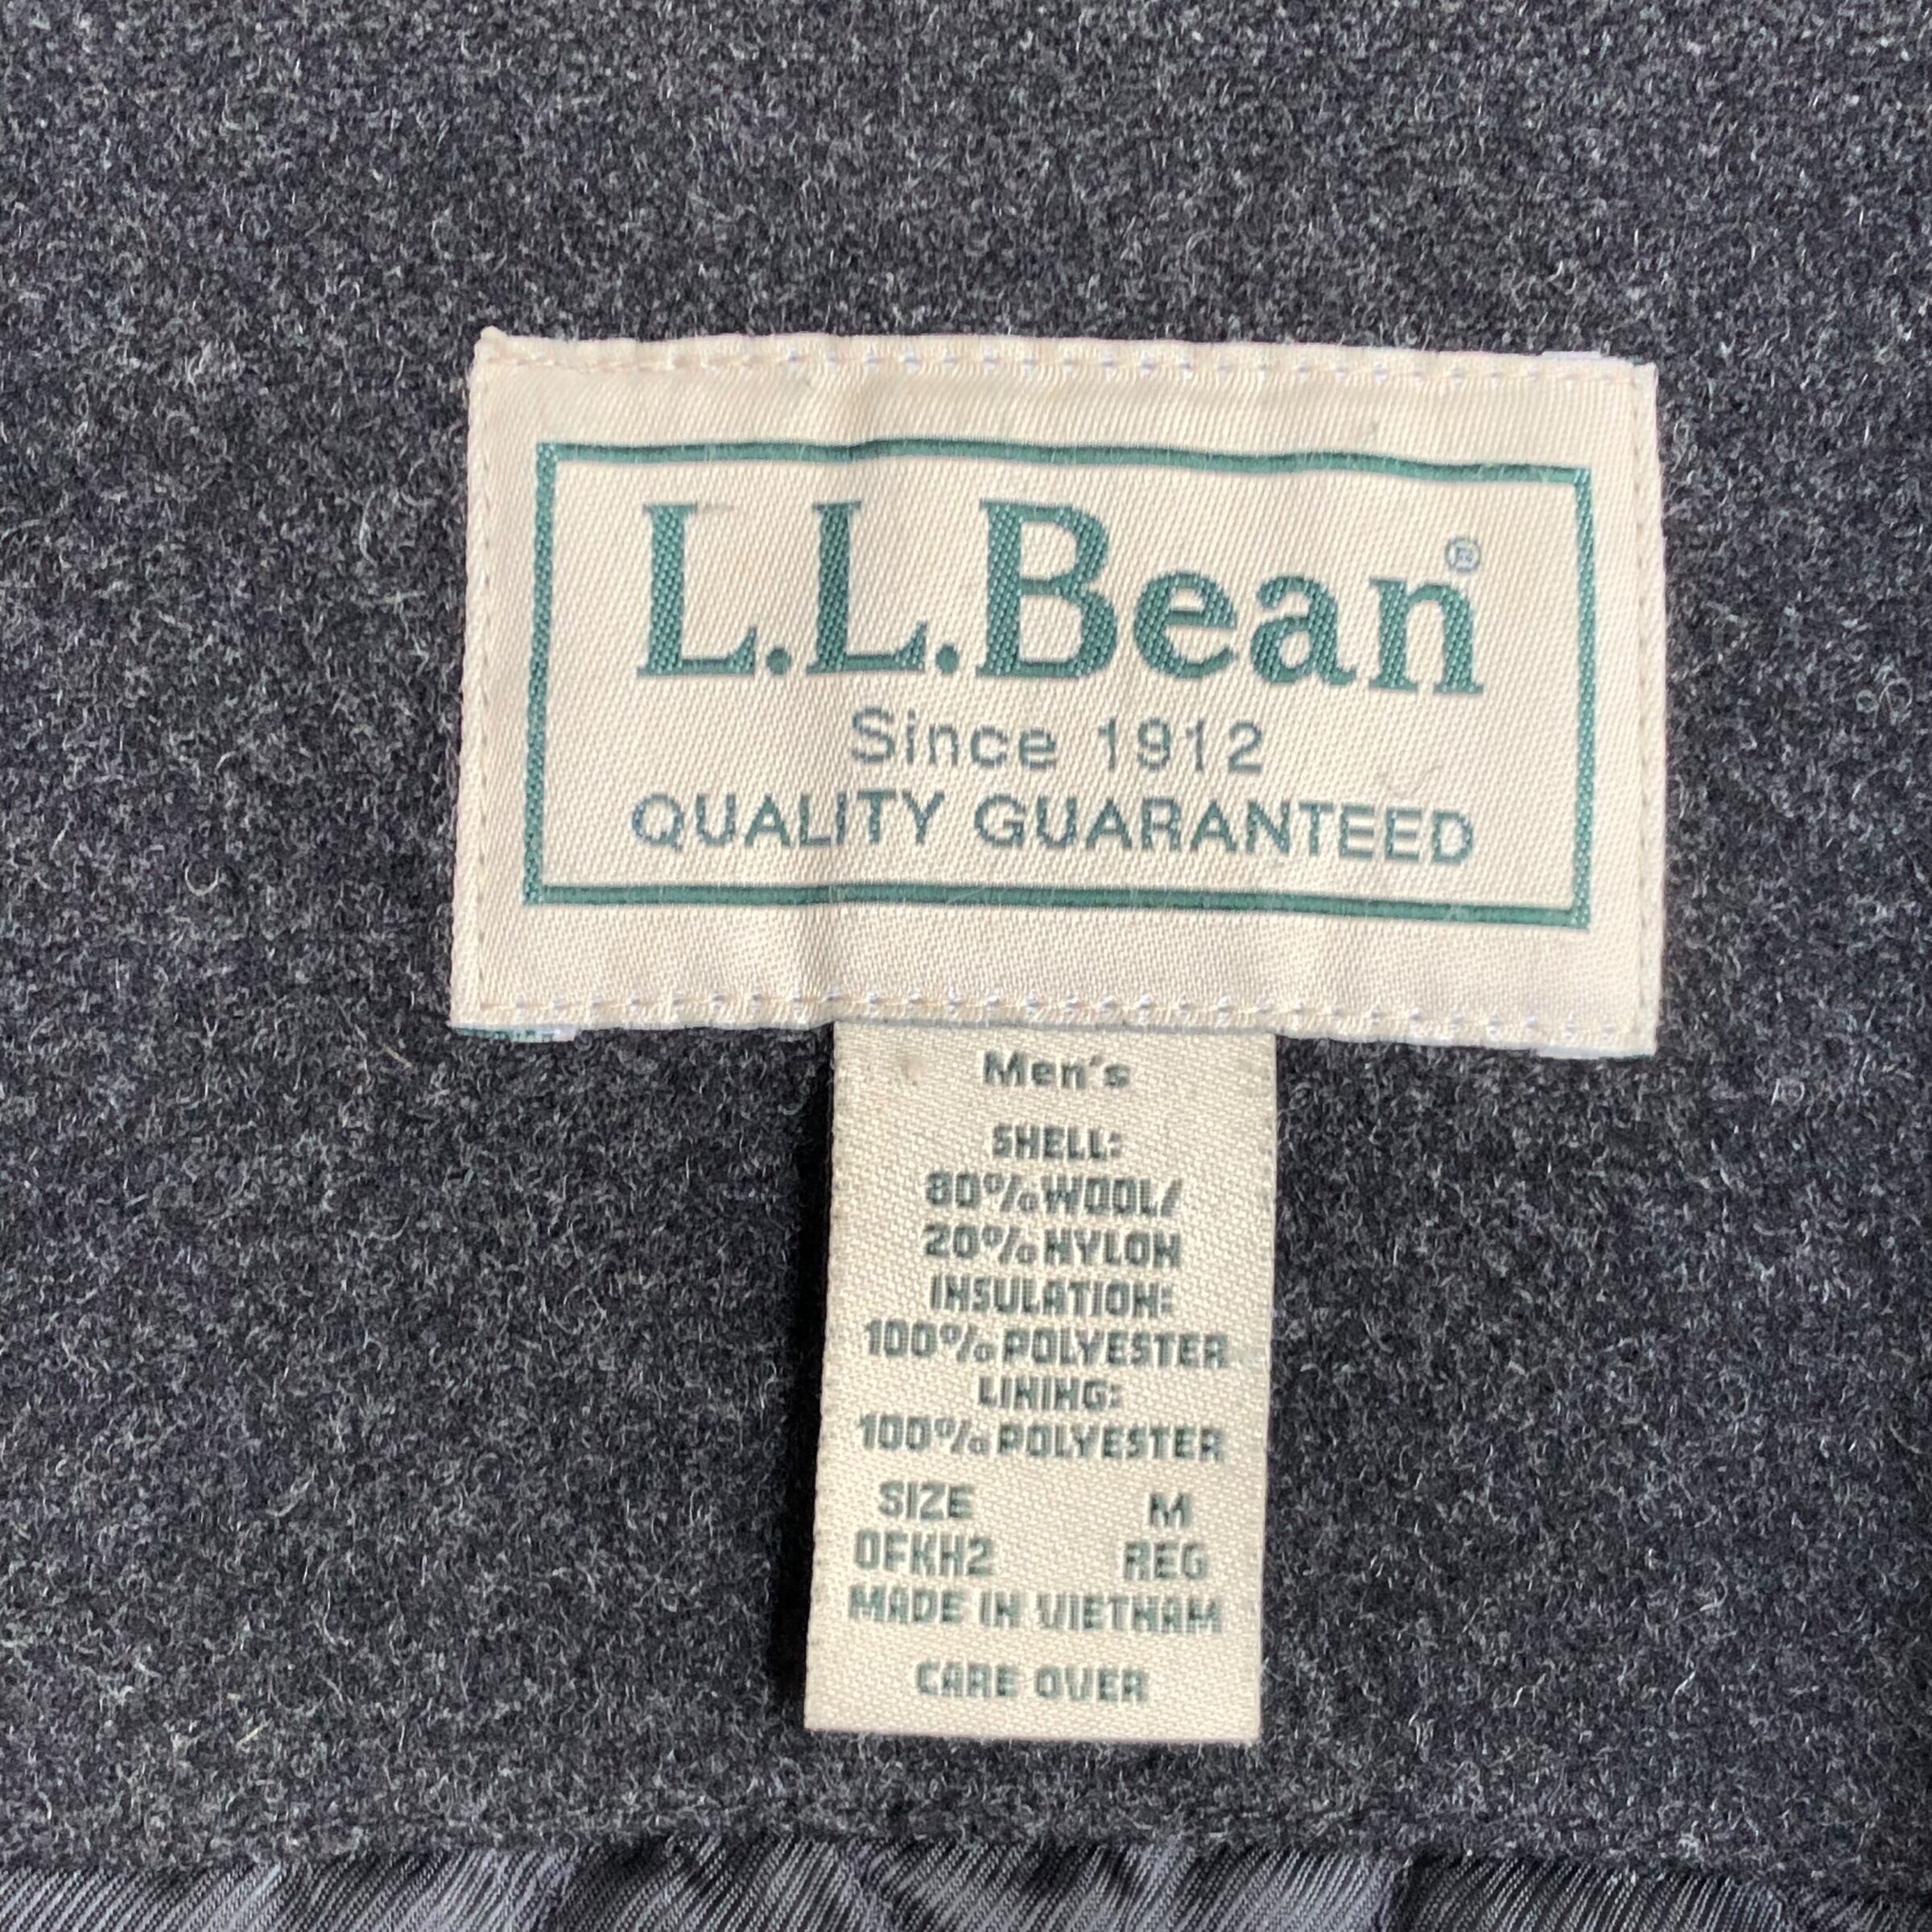 L.L.Bean®
Since 1912
QUALITY GUARANTEED
Men's
SHELL:
80% WOOL/
20% NYLON
INSULATION:
100% POLYESTER
LINING:
100% POLYESTER
SIZE M
0FKH2 REG
MADE IN VIETNAM
CARE OVER